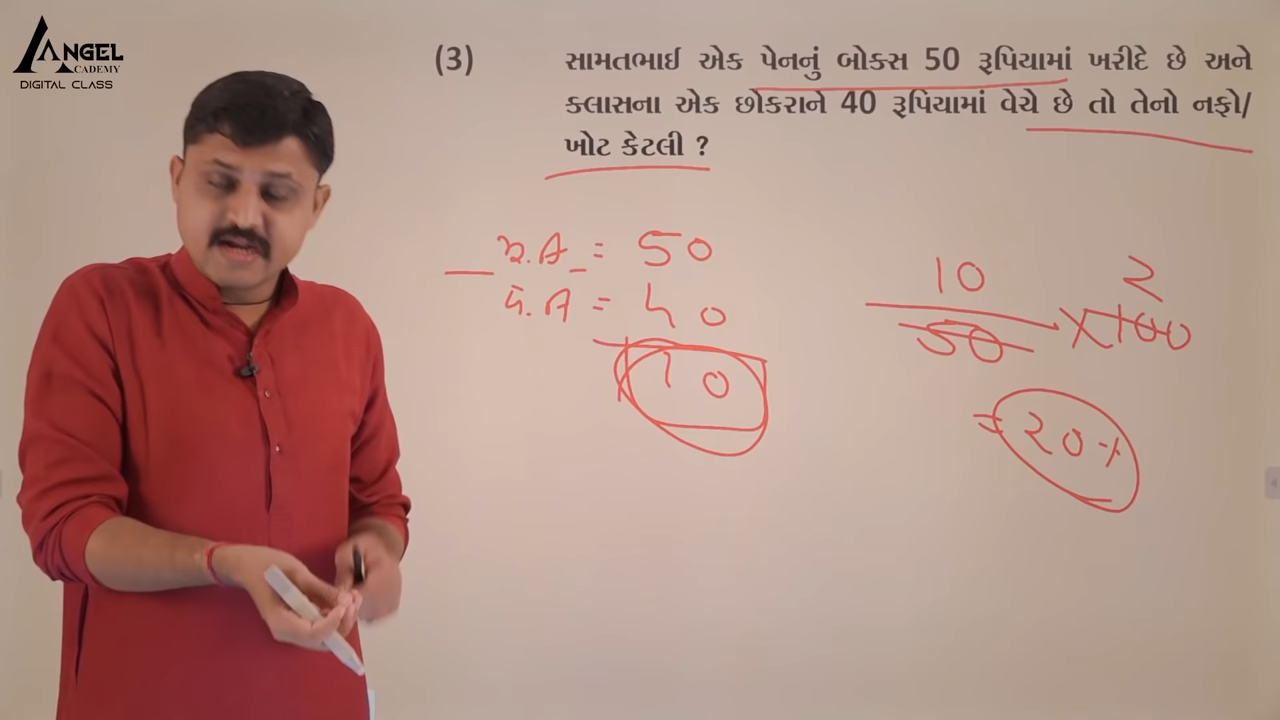 ANGEL
ACADEMY
DIGITAL CLASS
(3) સામતભાઈ એક પેનનું બોક્સ 50 રૂપિયામાં ખરીદે છે અને
ક્લાસના એક છોકરાને 40 રૂપિયામાં વેચે છે તો તેનો નફો/
ખોટ કેટલી ?
= 50
= 40
10
10
50 × 100
2
= 20 %